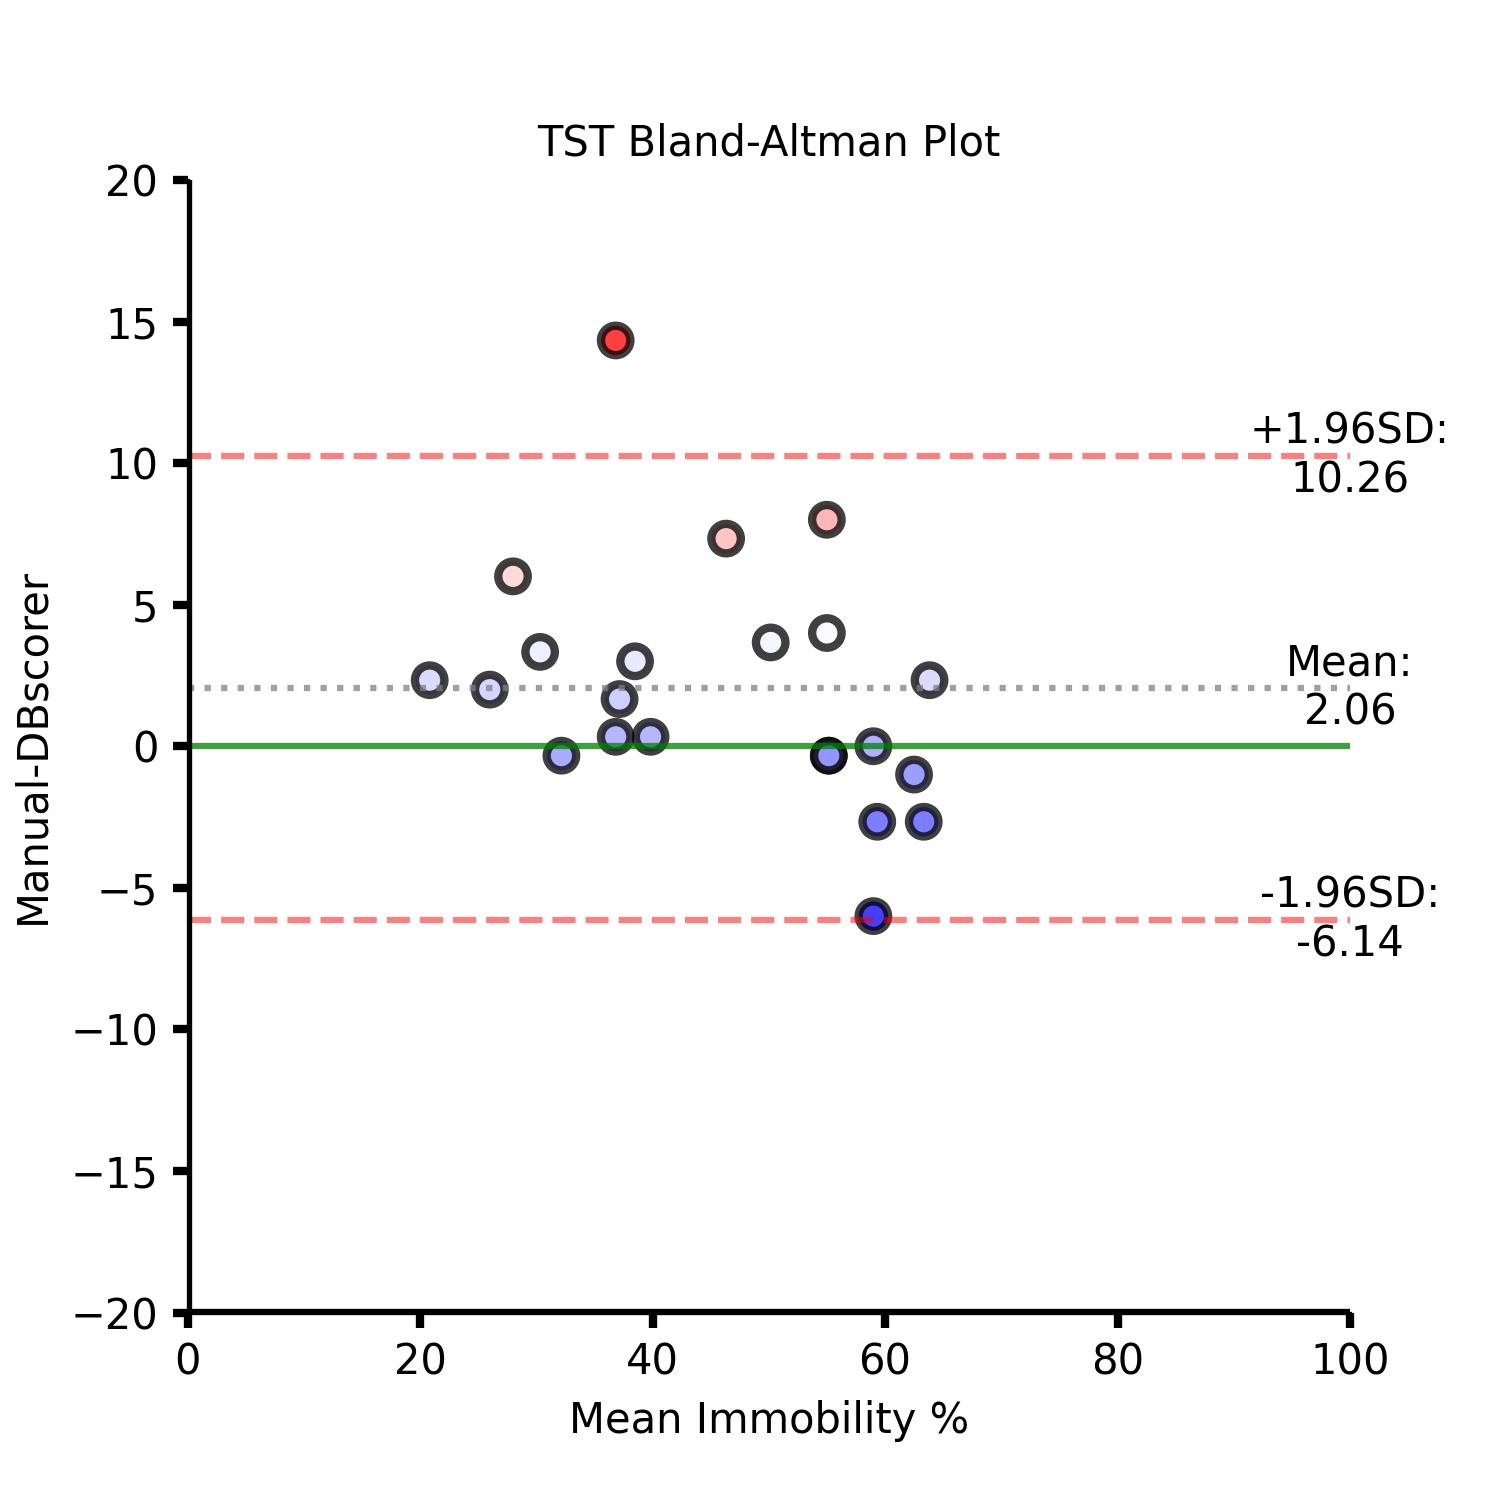 TST Bland-Altman Plot
20
15
10
5
0
−5
−10
−15
−20
Manual-DBscorer
+1.96SD:
10.26
Mean:
2.06
-1.96SD:
-6.14
0 20 40 60 80 100
Mean Immobility %